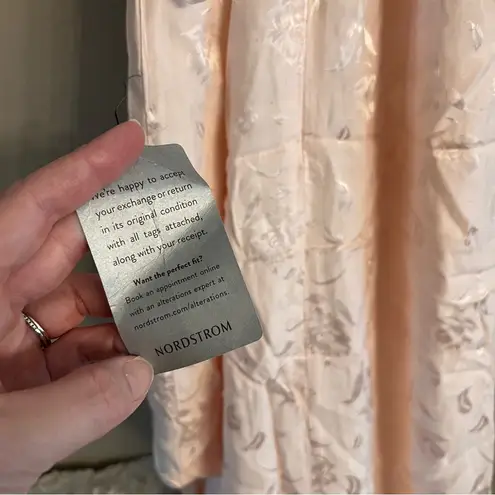 We're happy to accept
your exchange or return
in its original condition
with all tags attached,
along with your receipt.
Want the perfect fit?
Book an appointment online
with an alterations expert at
nordstrom.com/alterations.
NORDSTROM